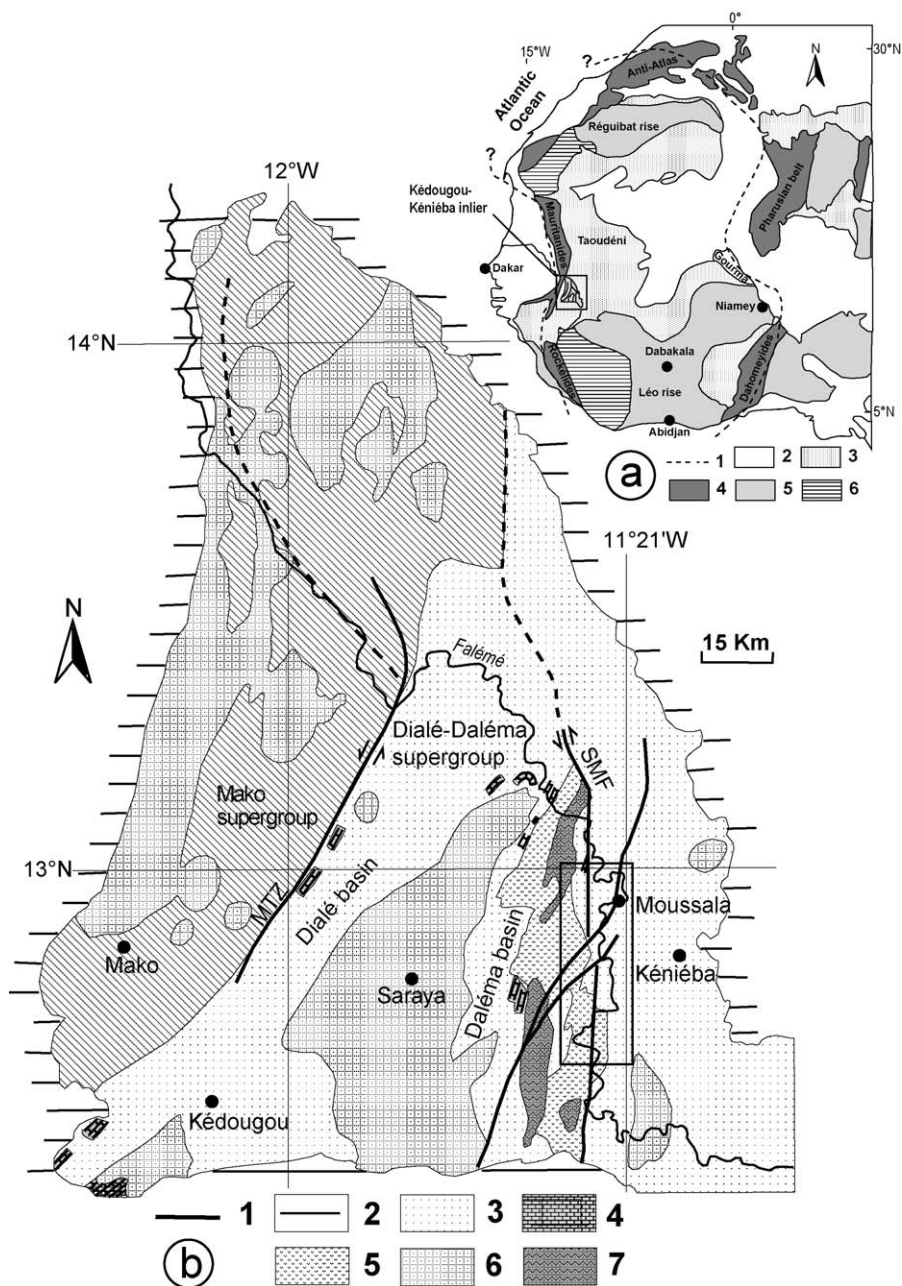 0°
15°W
30°N
N
?
Anti-Atlas
Atlantic
Ocean
Réguibat rise
?
12°W
Kédougou-
Kéniéba inlier
Mauritanides
Taoudéni
Pharusian belt
Gourma
Dakar
Niamey
14°N
Rockelides
Dabakala
Léo rise
Dahomeyides
Abidjan
5°N
a
1
2
3
4
5
6
11°21'W
N
15 Km
Falémé
Dialé-Daléma
supergroup
SMF
Mako
supergroup
13°N
MTZ
Dialé basin
Daléma basin
Moussala
Mako
Saraya
Kéniéba
Kédougou
1
2
3
4
b
5
6
7